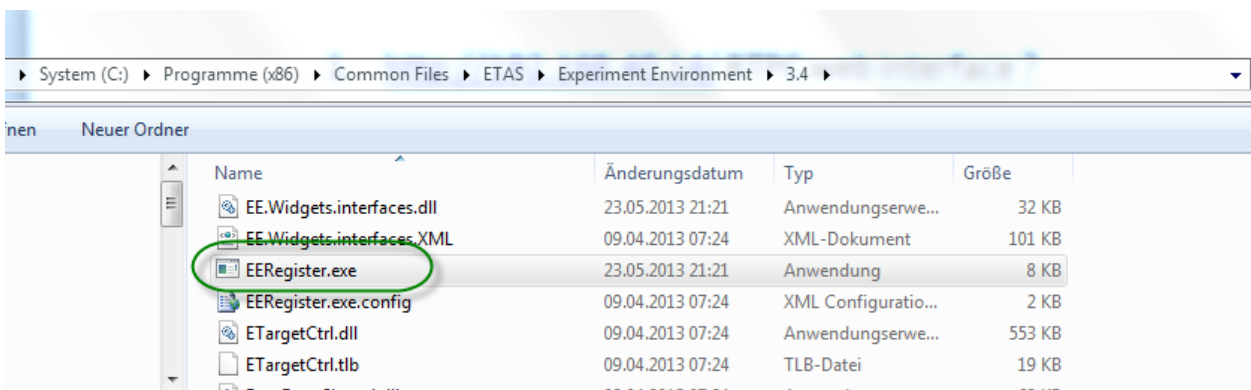 System (C:) Programme (x86) Common Files ETAS Experiment Environment 3.4
Neuer Ordner
Name Änderungsdatum Typ Größe
EE.Widgets.interfaces.dll 23.05.2013 21:21 Anwendungserwe... 32 KB
EE.Widgets.interfaces.XML 09.04.2013 07:24 XML-Dokument 101 KB
EERegister.exe 23.05.2013 21:21 Anwendung 8 KB
EERegister.exe.config 09.04.2013 07:24 XML Configuratio... 2 KB
ETargetCtrl.dll 09.04.2013 07:24 Anwendungserwe... 553 KB
ETargetCtrl.tlb 09.04.2013 07:24 TLB-Datei 19 KB